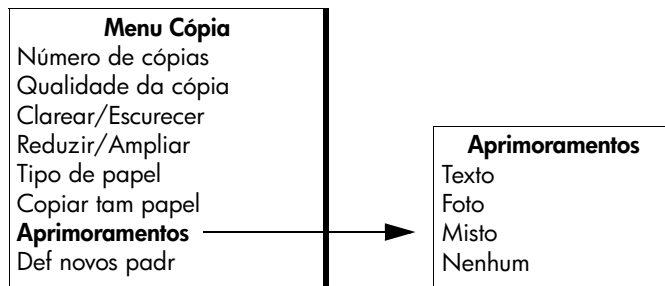 Menu Cópia
Número de cópias
Qualidade da cópia
Clarear/Escurecer
Reduzir/Ampliar
Tipo de papel
Copiar tam papel
Aprimoramentos
Def novos padr
Aprimoramentos
Texto
Foto
Misto
Nenhum